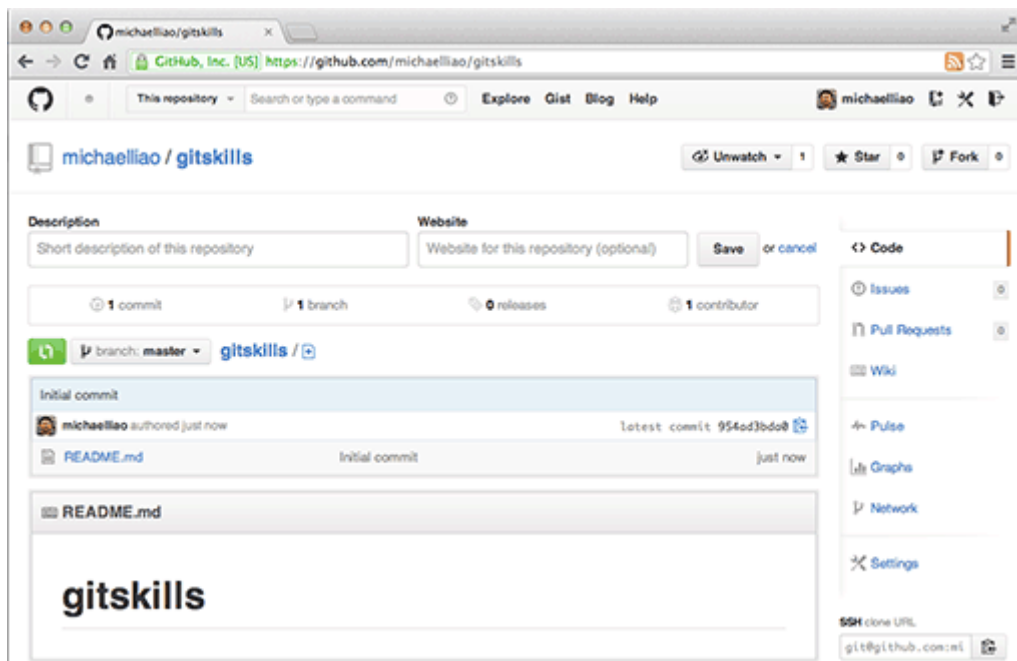 michaelliao/gitskills
GitHub, Inc. [US] https://github.com/michaelliao/gitskills
This repository Search or type a command Explore Gist Blog Help michaelliao
michaelliao / gitskills Unwatch 1 Star 0 Fork 0
Description Website
Short description of this repository Website for this repository (optional) Save or cancel
<> Code
Issues 0
1 commit 1 branch 0 releases 1 contributor
Pull Requests 0
branch: master gitskills /
Wiki
Initial commit
michaelliao authored just now latest commit 954ad3bda0
Pulse
README.md Initial commit just now
Graphs
README.md
Network
Settings
gitskills
SSH clone URL
git@github.com:mi